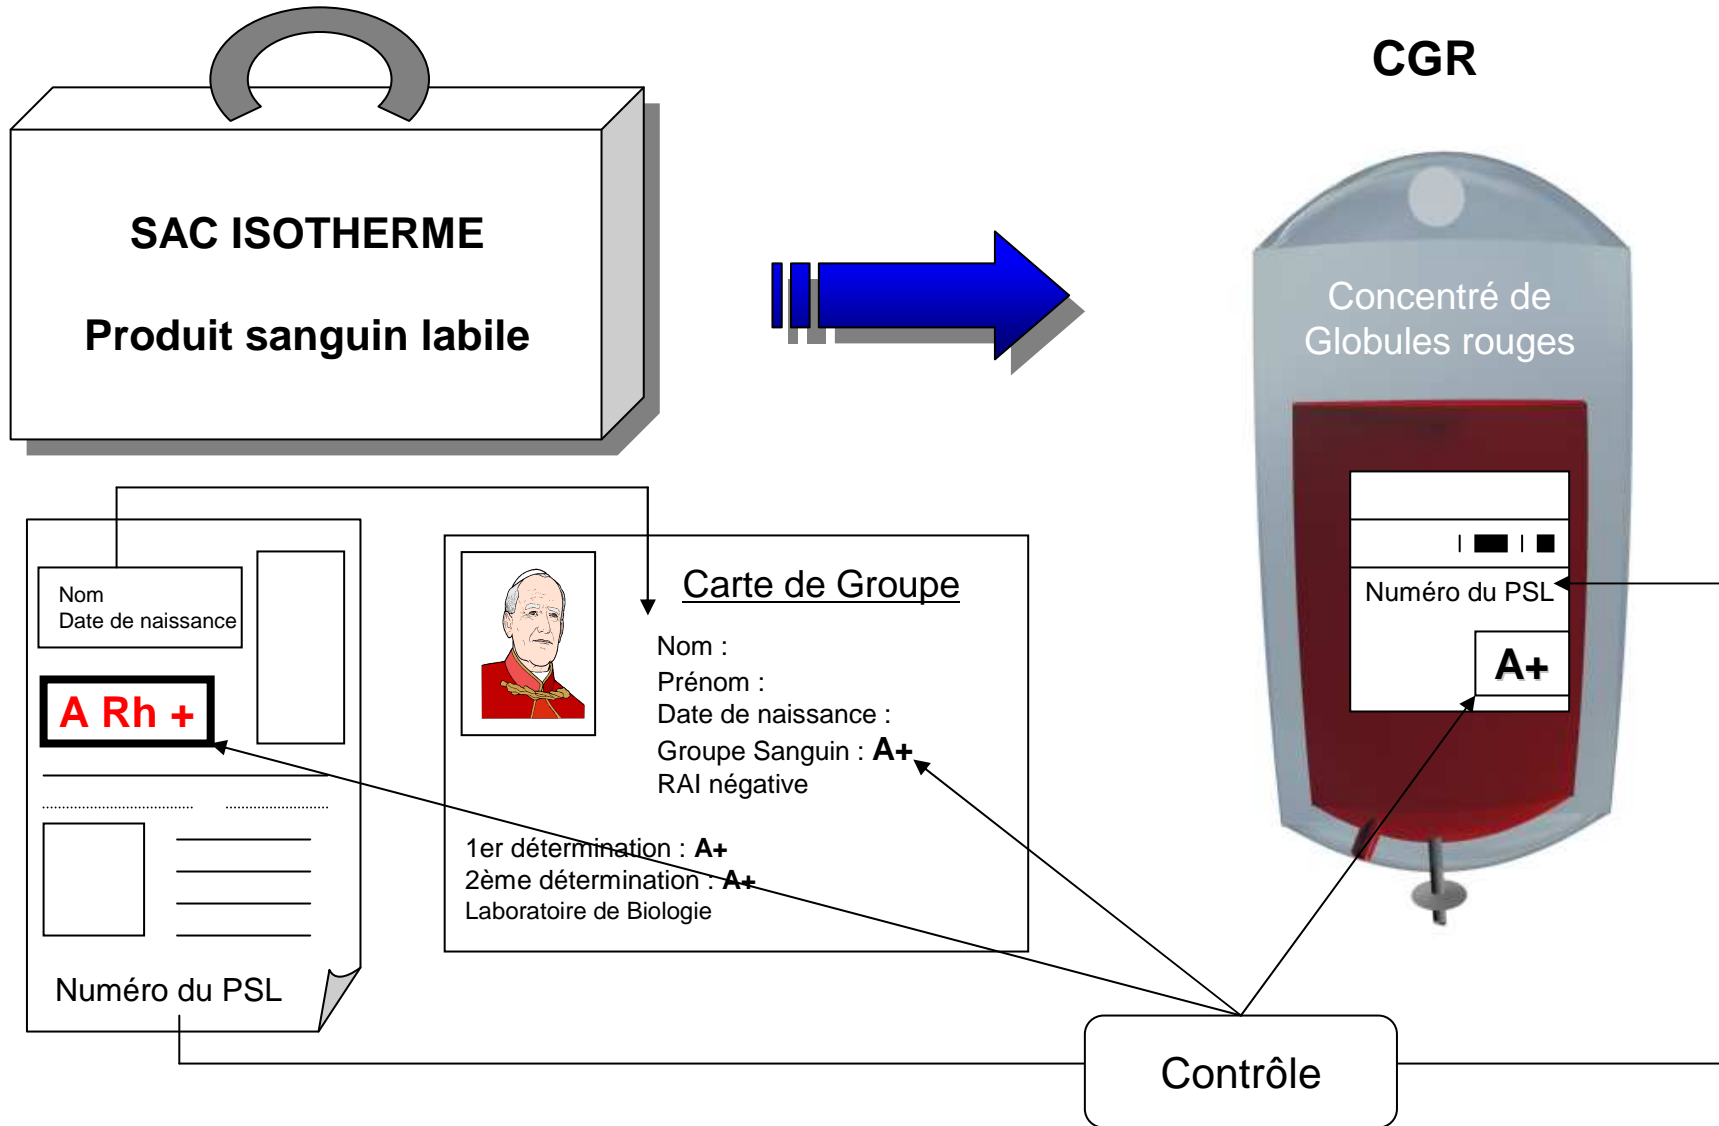 SAC ISOTHERME
Produit sanguin labile
CGR
Concentré de
Globules rouges
Numéro du PSL
A+
Nom
Date de naissance
A Rh +
Numéro du PSL
Carte de Groupe
Nom :
Prénom :
Date de naissance :
Groupe Sanguin : A+
RAI négative
1er détermination : A+
2ème détermination : A+
Laboratoire de Biologie
Contrôle